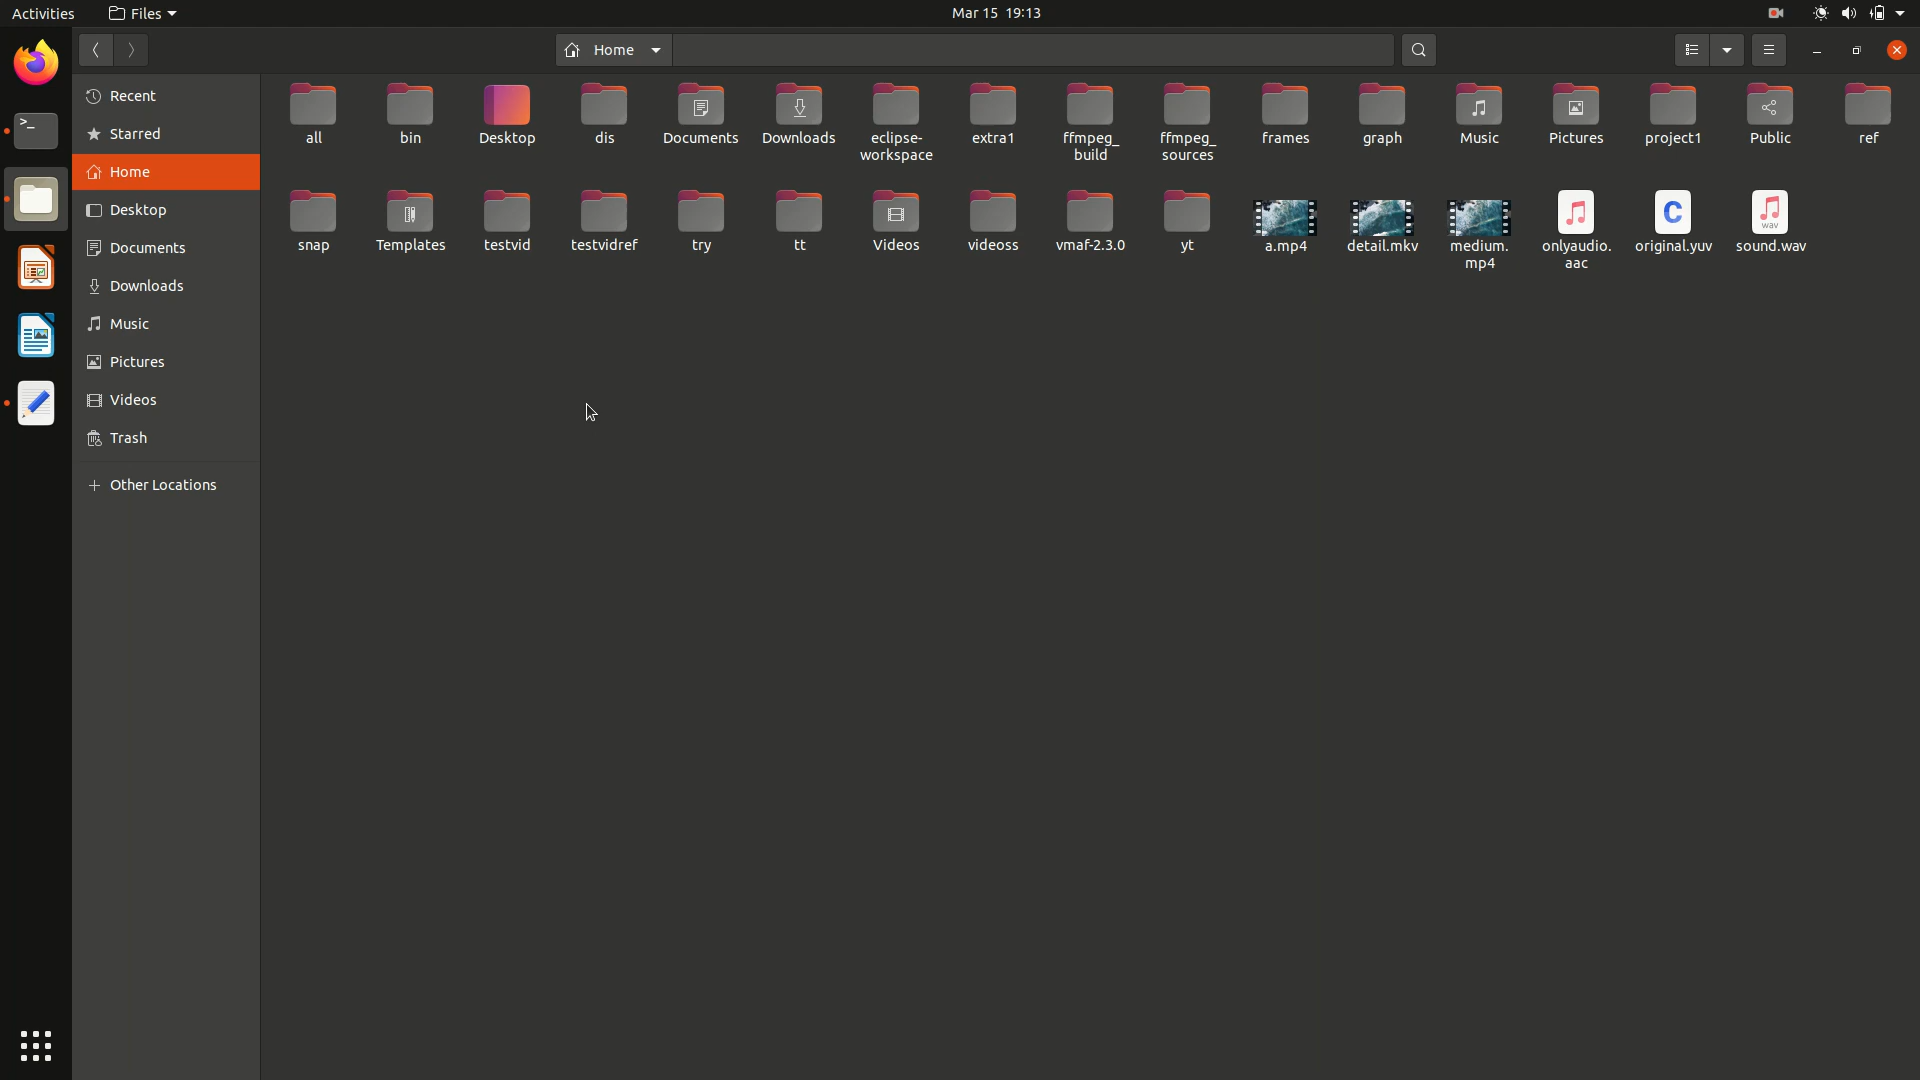 Activities
Files
Mar 15 19:13
Home
Recent
Starred
Home
Desktop
Documents
Downloads
Music
Pictures
Videos
Trash
Other Locations
all
bin
Desktop
dis
Documents
Downloads
eclipse-
workspace
extra1
ffmpeg_
build
ffmpeg_
sources
frames
graph
Music
Pictures
project1
Public
ref
snap
Templates
testvid
testvidref
try
tt
Videos
videoss
vmaf-2.3.0
yt
a.mp4
detail.mkv
medium.
mp4
onlyaudio.
aac
C
original.yuv
wav
sound.wav